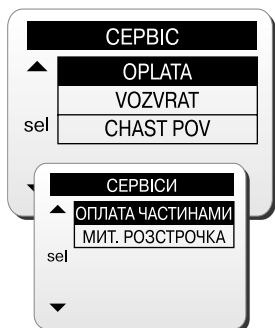 СЕРВІС
OPLATA
VOZVRAT
sel
CHAST POV
СЕРВІСИ
ОПЛАТА ЧАСТИНАМИ
МИТ. РОЗСТРОЧКА
sel